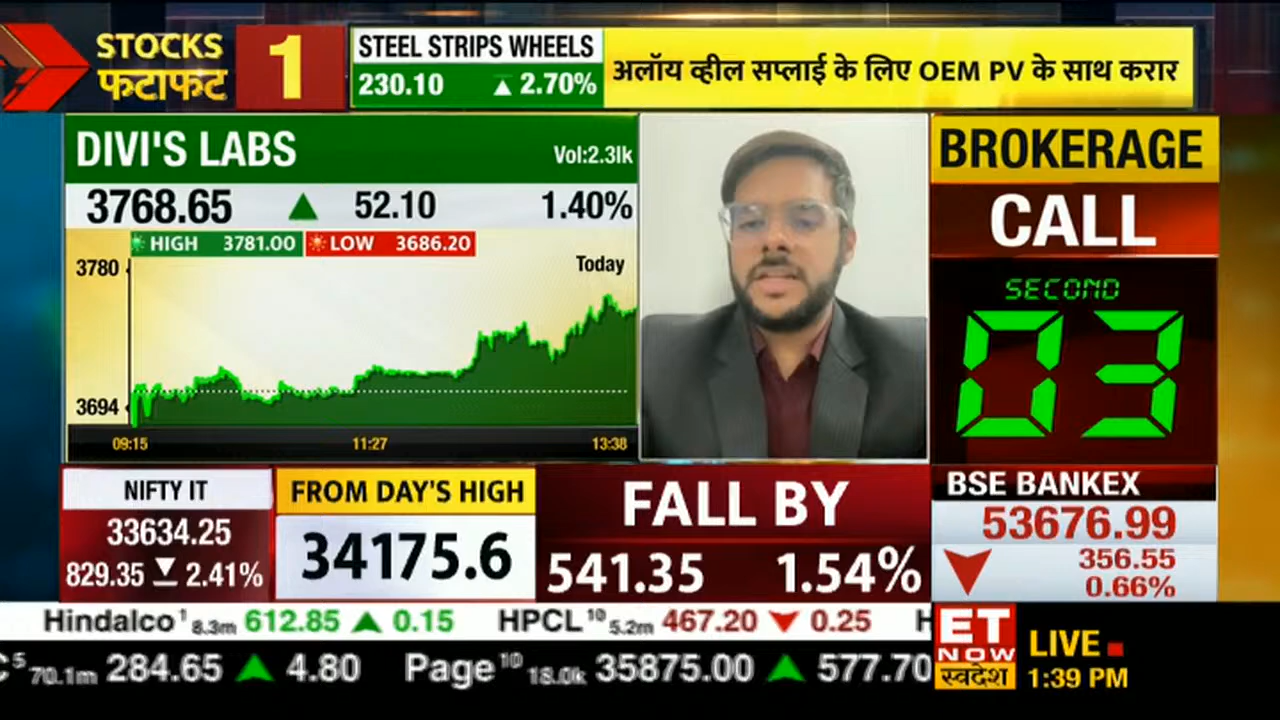 STOCKS
फटाफट
1
STEEL STRIPS WHEELS
230.10 ▲ 2.70%
अलॉय व्हील सप्लाई के लिए OEM PV के साथ करार
DIVI'S LABS Vol:2.3lk
3768.65 ▲ 52.10 1.40%
HIGH 3781.00 LOW 3686.20
3780 Today
3694
09:15 11:27 13:38
BROKERAGE
CALL
SECOND
03
NIFTY IT
33634.25
829.35 ▼ 2.41%
FROM DAY'S HIGH
34175.6
FALL BY
541.35 1.54%
BSE BANKEX
53676.99
▼ 356.55
0.66%
Hindalco 1 8.3m 612.85 ▲ 0.15 HPCL 10 5.2m 467.20 ▼ 0.25 H
C 5 70.1m 284.65 ▲ 4.80 Page 10 18.0k 35875.00 ▲ 577.70
ET
NOW
स्वदेश
LIVE
1:39 PM